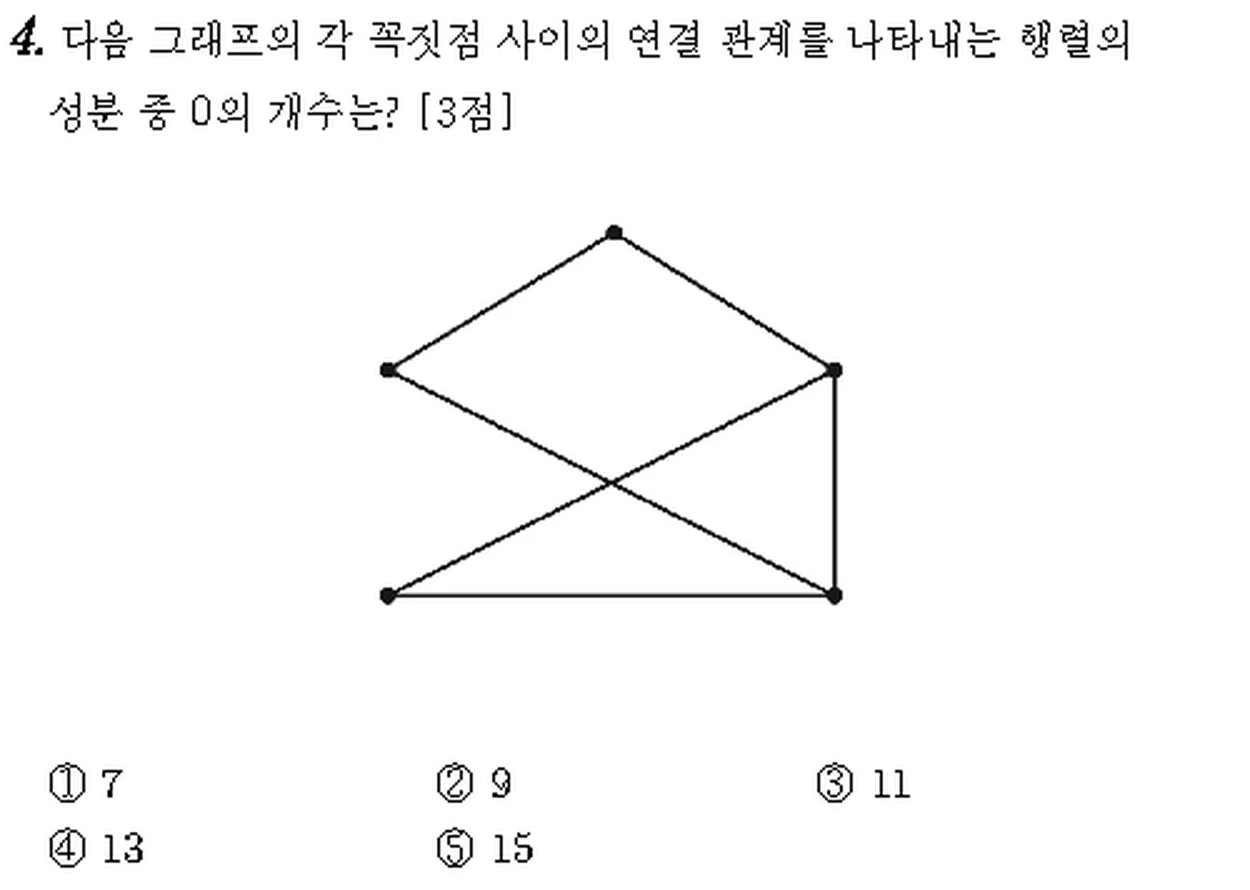 4. 다음 그래프의 각 꼭짓점 사이의 연결 관계를 나타내는 행렬의
성분 중 0의 개수는? [3점]
① 7 ② 9 ③ 11
④ 13 ⑤ 15